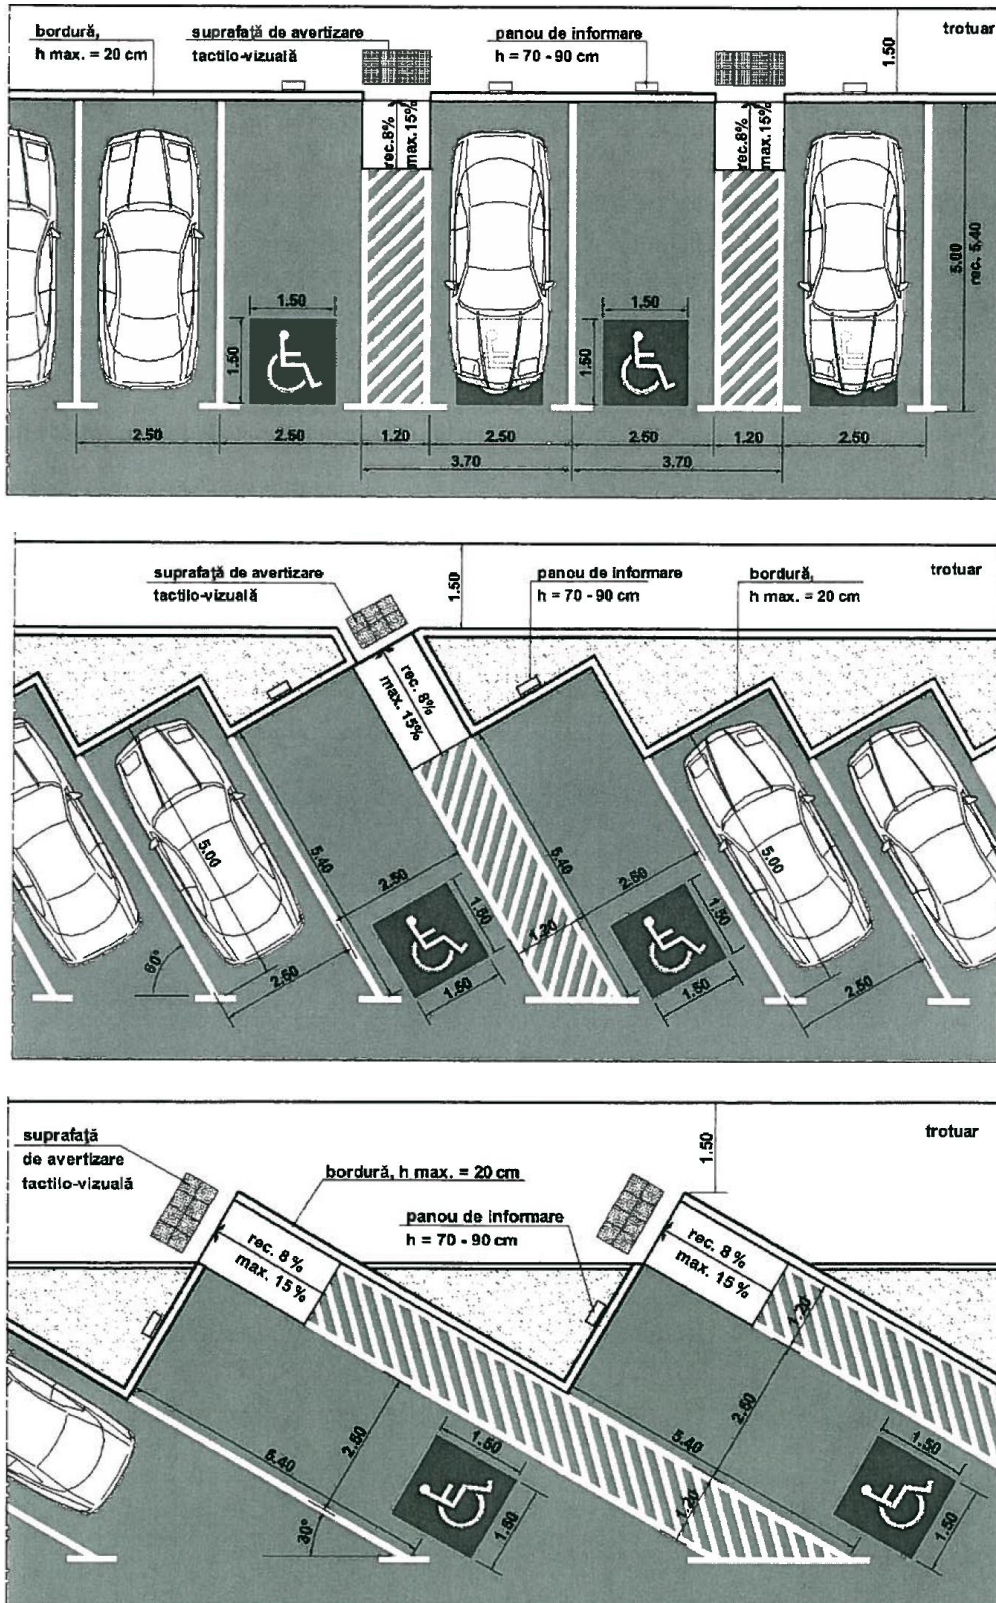 bordură,
h max. = 20 cm
suprafață de avertizare
tactilo-vizuală
panou de informare
h = 70 - 90 cm
trotuar
1.50
rec.8%
max.15%
rec.8%
max.15%
5.00
rec. 5.40
1.50
1.50
1.50
1.50
2.50
2.50
1.20
2.50
2.50
1.20
2.50
3.70
3.70
suprafață de avertizare
tactilo-vizuală
1.50
panou de informare
h = 70 - 90 cm
bordură,
h max. = 20 cm
trotuar
rec. 8%
max. 15%
5.00
5.40
2.50
1.50
1.50
1.20
5.40
2.50
1.50
1.50
5.00
60°
2.50
2.50
suprafață
de avertizare
tactilo-vizuală
bordură, h max. = 20 cm
panou de informare
h = 70 - 90 cm
1.50
trotuar
rec. 8%
max. 15%
rec. 8%
max. 15%
1.20
2.50
5.40
2.50
1.50
1.50
30°
5.40
1.20
1.50
1.50